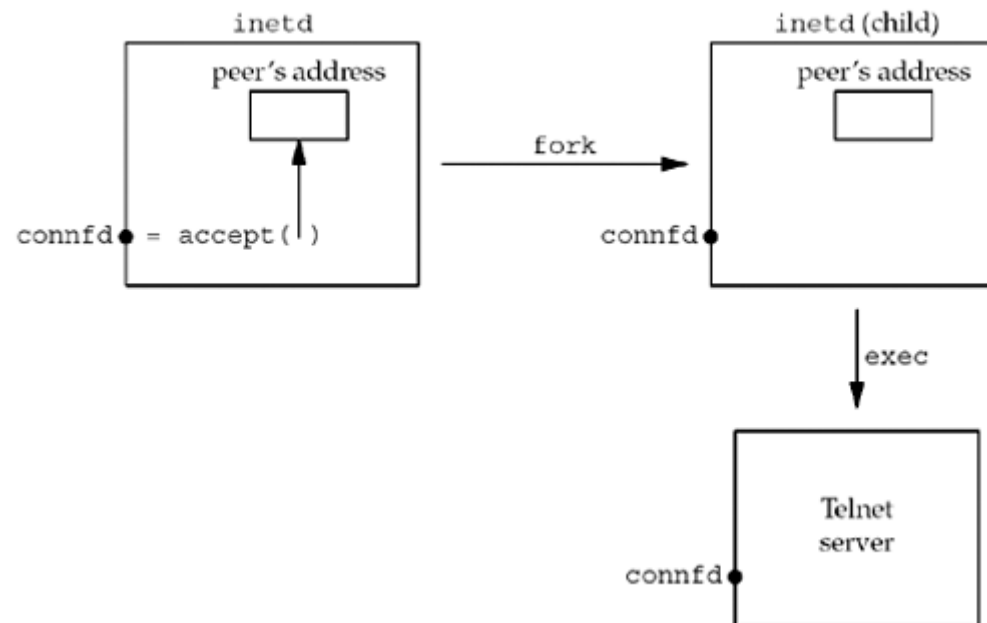 inetd
peer's address
connfd = accept( )
fork
inetd (child)
peer's address
connfd
exec
Telnet
server
connfd